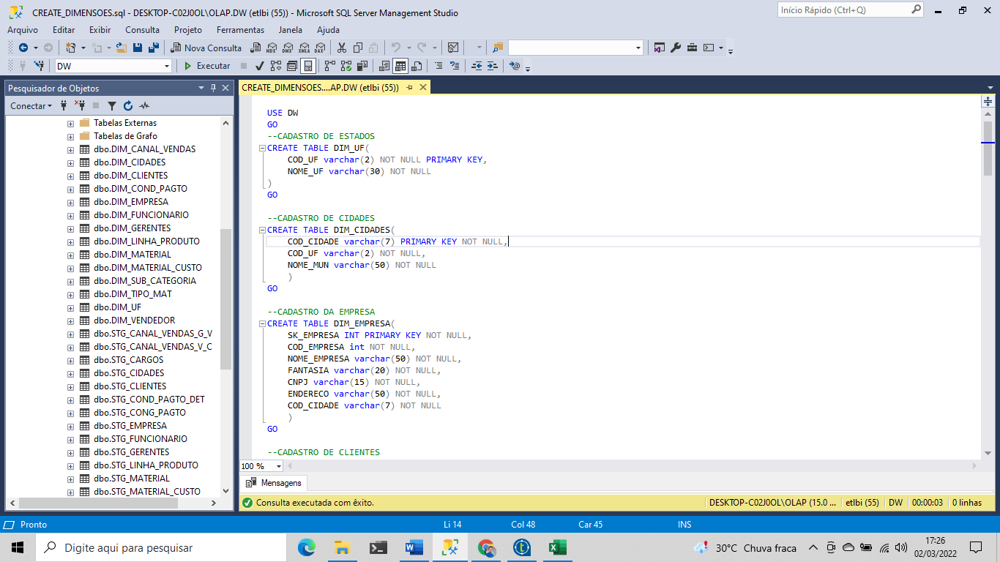 CREATE_DIMENSOES.sql - DESKTOP-C02J0OL\OLAP.DW (etlbi (55)) - Microsoft SQL Server Management Studio
Início Rápido (Ctrl+Q)
Arquivo Editar Exibir Consulta Projeto Ferramentas Janela Ajuda
Nova Consulta MDX DMX XMLA DAX
DW Executar
Pesquisador de Objetos
Conectar
Tabelas Externas
Tabelas de Grafo
dbo.DIM_CANAL_VENDAS
dbo.DIM_CIDADES
dbo.DIM_CLIENTES
dbo.DIM_COND_PAGTO
dbo.DIM_EMPRESA
dbo.DIM_FUNCIONARIO
dbo.DIM_GERENTES
dbo.DIM_LINHA_PRODUTO
dbo.DIM_MATERIAL
dbo.DIM_MATERIAL_CUSTO
dbo.DIM_SUB_CATEGORIA
dbo.DIM_TIPO_MAT
dbo.DIM_UF
dbo.DIM_VENDEDOR
dbo.STG_CANAL_VENDAS_G_V
dbo.STG_CANAL_VENDAS_V_C
dbo.STG_CARGOS
dbo.STG_CIDADES
dbo.STG_CLIENTES
dbo.STG_COND_PAGTO_DET
dbo.STG_CONG_PAGTO
dbo.STG_EMPRESA
dbo.STG_FUNCIONARIO
dbo.STG_GERENTES
dbo.STG_LINHA_PRODUTO
dbo.STG_MATERIAL
dbo.STG_MATERIAL_CUSTO
CREATE_DIMENSOES....AP.DW (etlbi (55))
USE DW
GO
--CADASTRO DE ESTADOS
CREATE TABLE DIM_UF(
COD_UF varchar(2) NOT NULL PRIMARY KEY,
NOME_UF varchar(30) NOT NULL
)
GO
--CADASTRO DE CIDADES
CREATE TABLE DIM_CIDADES(
COD_CIDADE varchar(7) PRIMARY KEY NOT NULL,
COD_UF varchar(2) NOT NULL,
NOME_MUN varchar(50) NOT NULL
)
GO
--CADASTRO DA EMPRESA
CREATE TABLE DIM_EMPRESA(
SK_EMPRESA INT PRIMARY KEY NOT NULL,
COD_EMPRESA int NOT NULL,
NOME_EMPRESA varchar(50) NOT NULL,
FANTASIA varchar(20) NOT NULL,
CNPJ varchar(15) NOT NULL,
ENDERECO varchar(50) NOT NULL,
COD_CIDADE varchar(7) NOT NULL
)
GO
--CADASTRO DE CLIENTES
100 %
Mensagens
Consulta executada com êxito. DESKTOP-C02J0OL\OLAP (15.0 ... etlbi (55) DW 00:00:03 0 linhas
Pronto Li 14 Col 48 Car 45 INS
Digite aqui para pesquisar
30°C Chuva fraca
17:26
02/03/2022